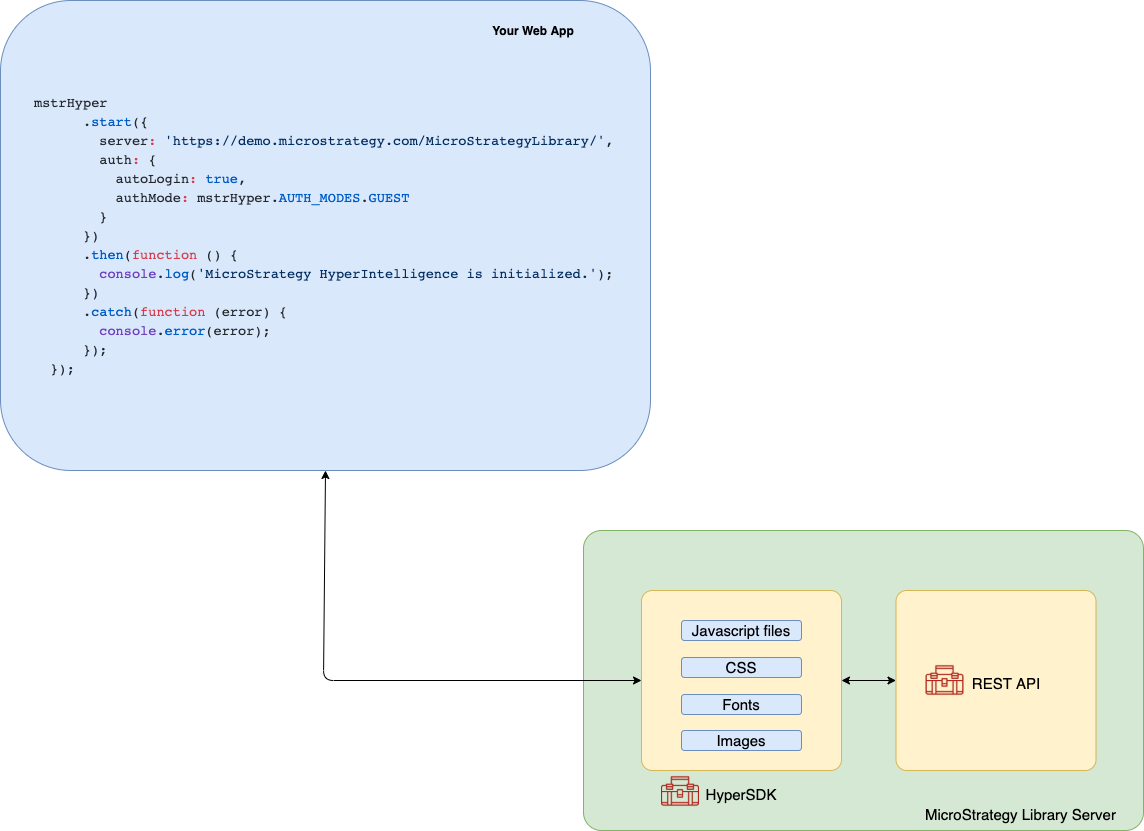 Your Web App
mstrHyper
.start({
server: 'https://demo.microstrategy.com/MicroStrategyLibrary/',
auth: {
autoLogin: true,
authMode: mstrHyper.AUTH_MODES.GUEST
}
})
.then(function () {
console.log('MicroStrategy HyperIntelligence is initialized.');
})
.catch(function (error) {
console.error(error);
});
});
Javascript files
CSS
Fonts
Images
REST API
HyperSDK
MicroStrategy Library Server